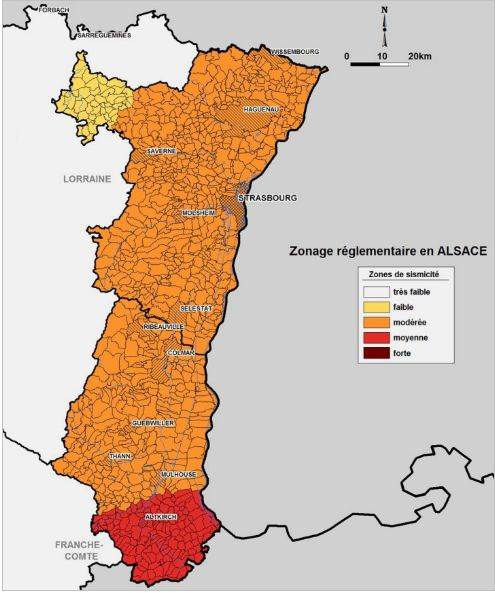 FORBACH
SARREGUEMINES
WISSEMBOURG
N
0 10 20km
HAGUENAU
SAVERNE
LORRAINE
STRASBOURG
MOLSHEIM
Zonage réglementaire en ALSACE
Zones de sismicité
très faible
faible
modérée
moyenne
forte
SELESTAT
RIBEAUVILLE
COLMAR
GUEBWILLER
THANN
MULHOUSE
ALTKIRCH
FRANCHE-
COMTE